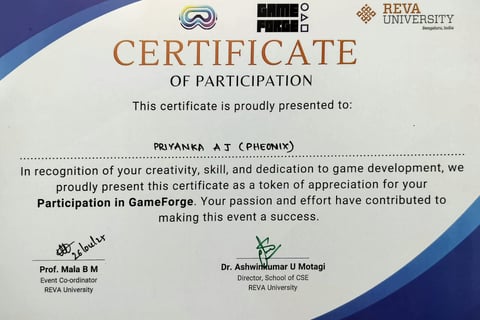 GAME
FORGE
REVA
UNIVERSITY
Bengaluru, India
CERTIFICATE
OF PARTICIPATION
This certificate is proudly presented to:
PRIYANKA A J (PHEONIX)
In recognition of your creativity, skill, and dedication to game development, we
proudly present this certificate as a token of appreciation for your
Participation in GameForge. Your passion and effort have contributed to
making this event a success.
Prof. Mala B M
Event Co-ordinator
REVA University
Dr. Ashwinkumar U Motagi
Director, School of CSE
REVA University